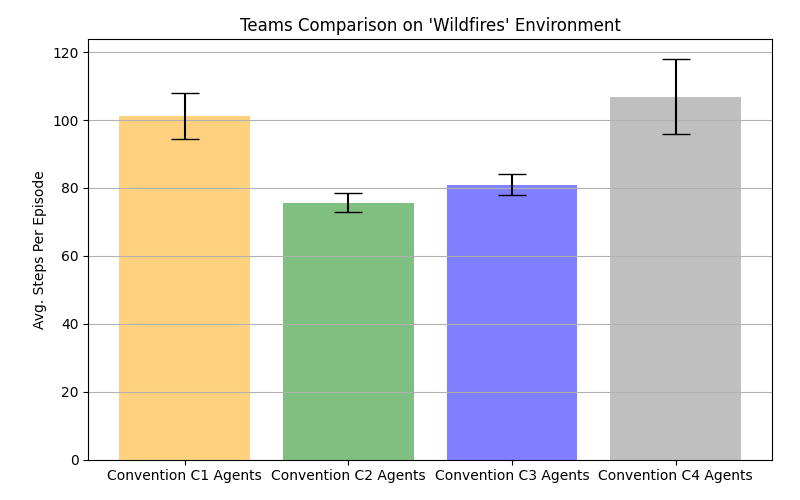 Teams Comparison on 'Wildfires' Environment
Avg. Steps Per Episode
120
100
80
60
40
20
0
Convention C1 Agents
Convention C2 Agents
Convention C3 Agents
Convention C4 Agents